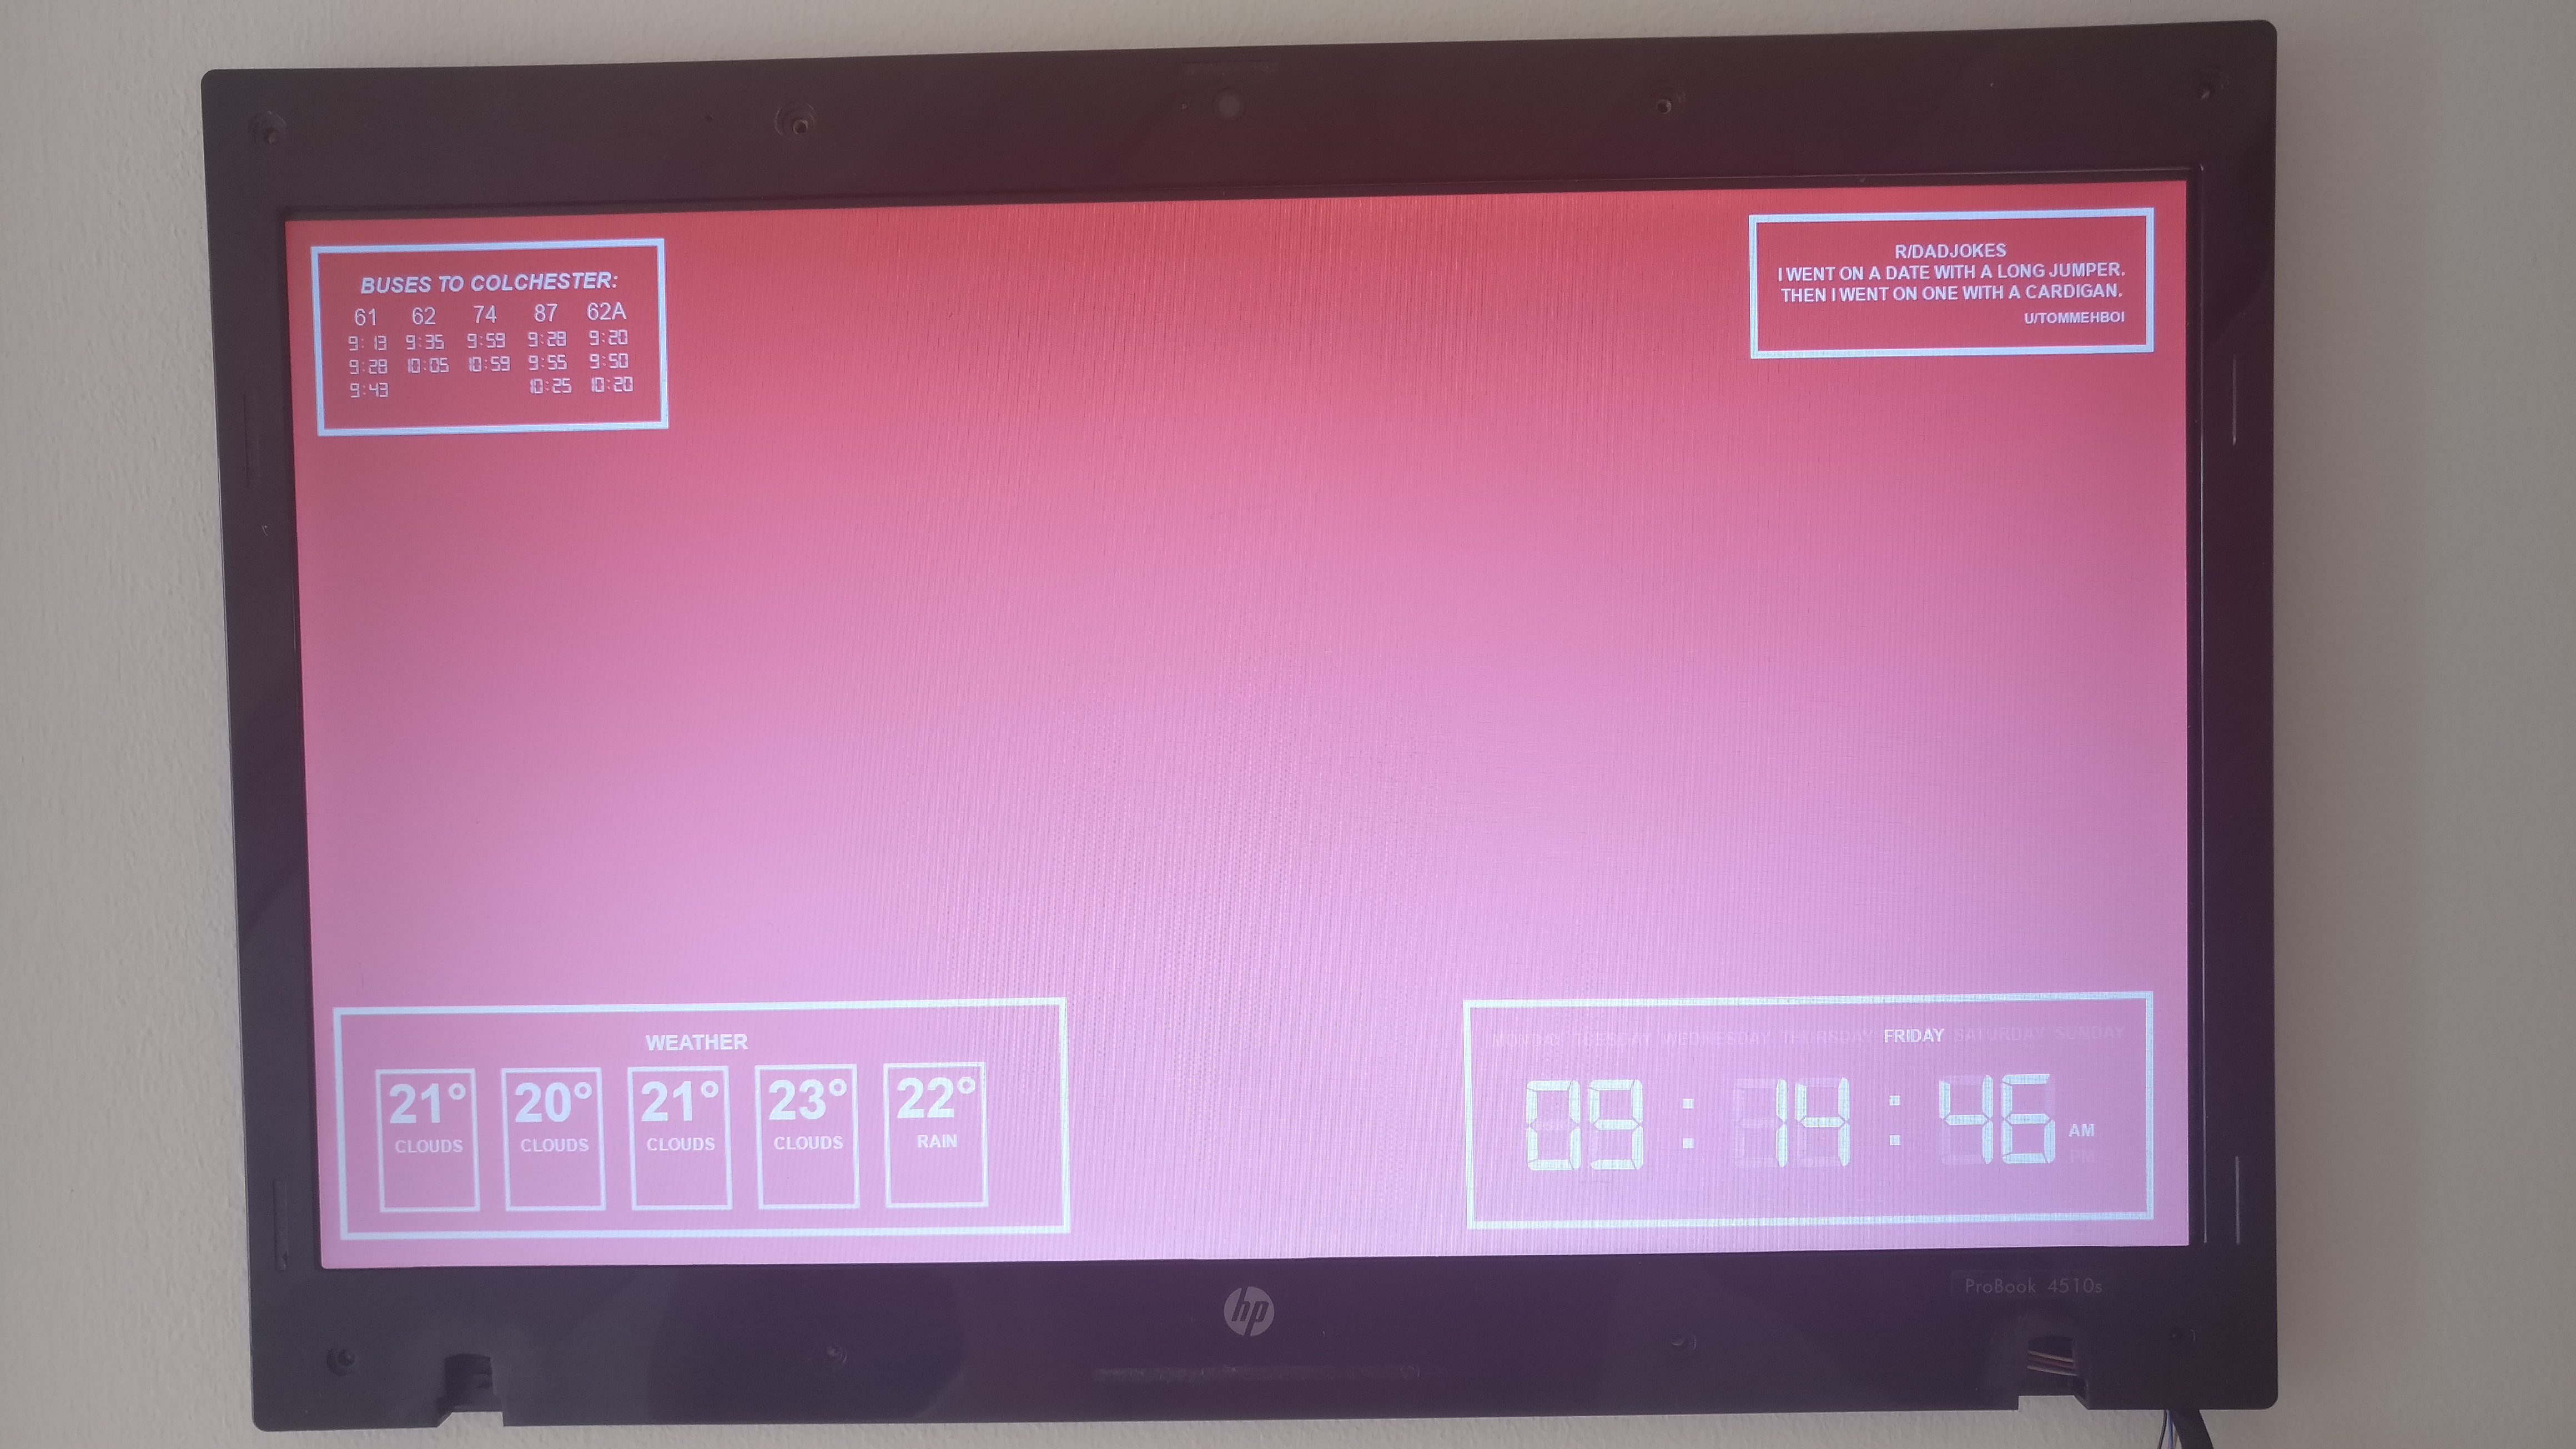 BUSES TO COLCHESTER:
61 62 74 87 62A
9:13 9:35 9:59 9:28 9:20
9:28 10:05 10:59 9:55 9:50
9:43 10:25 10:20
R/DADJOKES
I WENT ON A DATE WITH A LONG JUMPER.
THEN I WENT ON ONE WITH A CARDIGAN.
U/TOMMEHBOI
WEATHER
21° 20° 21° 23° 22°
CLOUDS CLOUDS CLOUDS CLOUDS RAIN
MONDAY TUESDAY WEDNESDAY THURSDAY FRIDAY SATURDAY SUNDAY
09:14:46 AM
PM
hp
ProBook 4510s